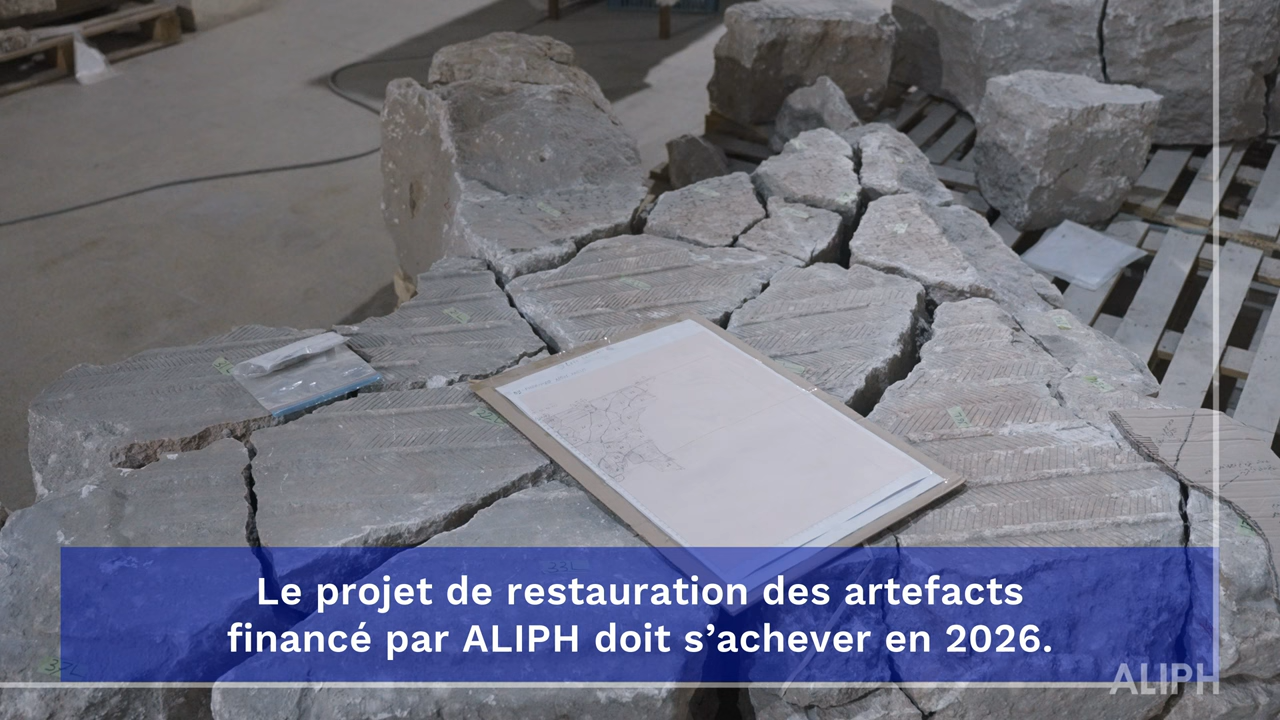 Le projet de restauration des artefacts
financé par ALIPH doit s’achever en 2026.
ALIPH